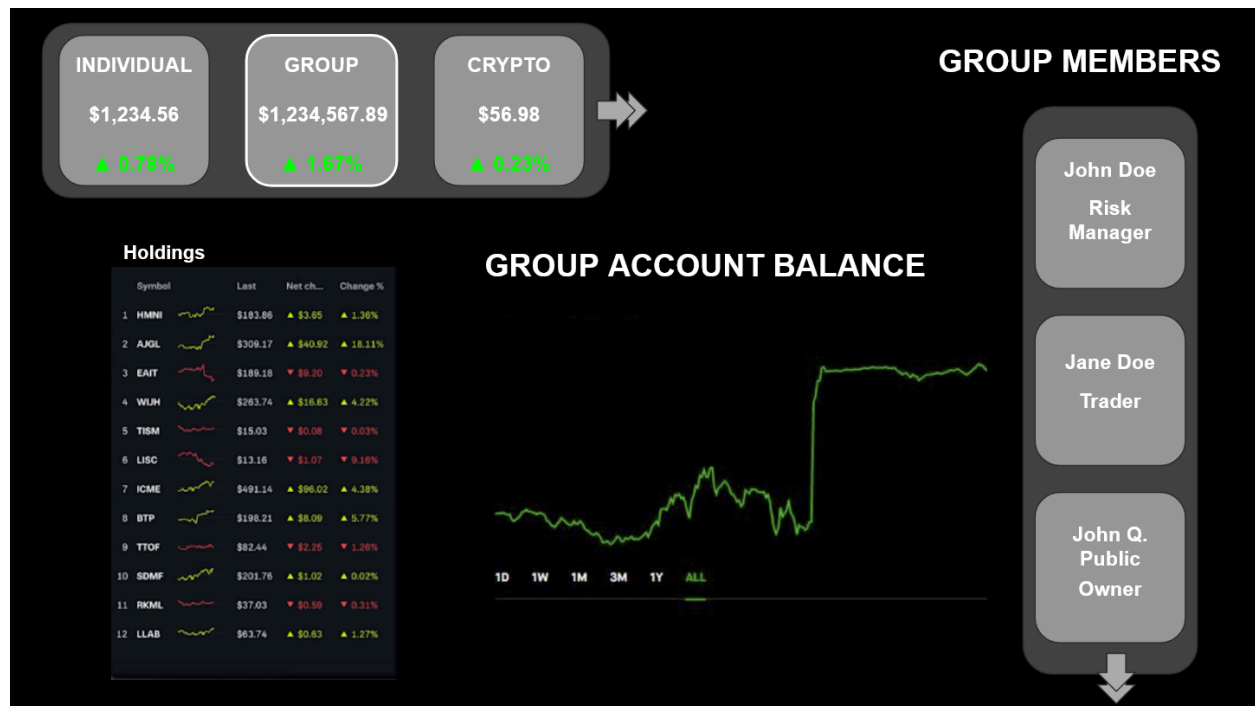 INDIVIDUAL
$1,234.56
▲ 0.78%
GROUP
$1,234,567.89
▲ 1.67%
CRYPTO
$56.98
▲ 0.23%
GROUP MEMBERS
John Doe
Risk
Manager
Jane Doe
Trader
John Q.
Public
Owner
Holdings
Symbol Last Net ch... Change %
1 HMNI $183.86 ▲ $3.65 ▲ 1.36%
2 AJGL $309.17 ▲ $40.92 ▲ 18.11%
3 EAIT $189.18 ▼ $9.20 ▼ 0.23%
4 WIJH $263.74 ▲ $16.63 ▲ 4.22%
5 TISM $15.03 ▼ $0.08 ▼ 0.03%
6 LISC $13.16 ▼ $1.07 ▼ 9.16%
7 ICME $491.14 ▲ $96.02 ▲ 4.38%
8 BTP $198.21 ▲ $8.09 ▲ 5.77%
9 TTOF $82.44 ▼ $2.25 ▼ 1.26%
10 SDMF $201.76 ▲ $1.02 ▲ 0.02%
11 RKML $37.03 ▼ $0.59 ▼ 0.31%
12 LLAB $63.74 ▲ $0.63 ▲ 1.27%
GROUP ACCOUNT BALANCE
1D 1W 1M 3M 1Y ALL